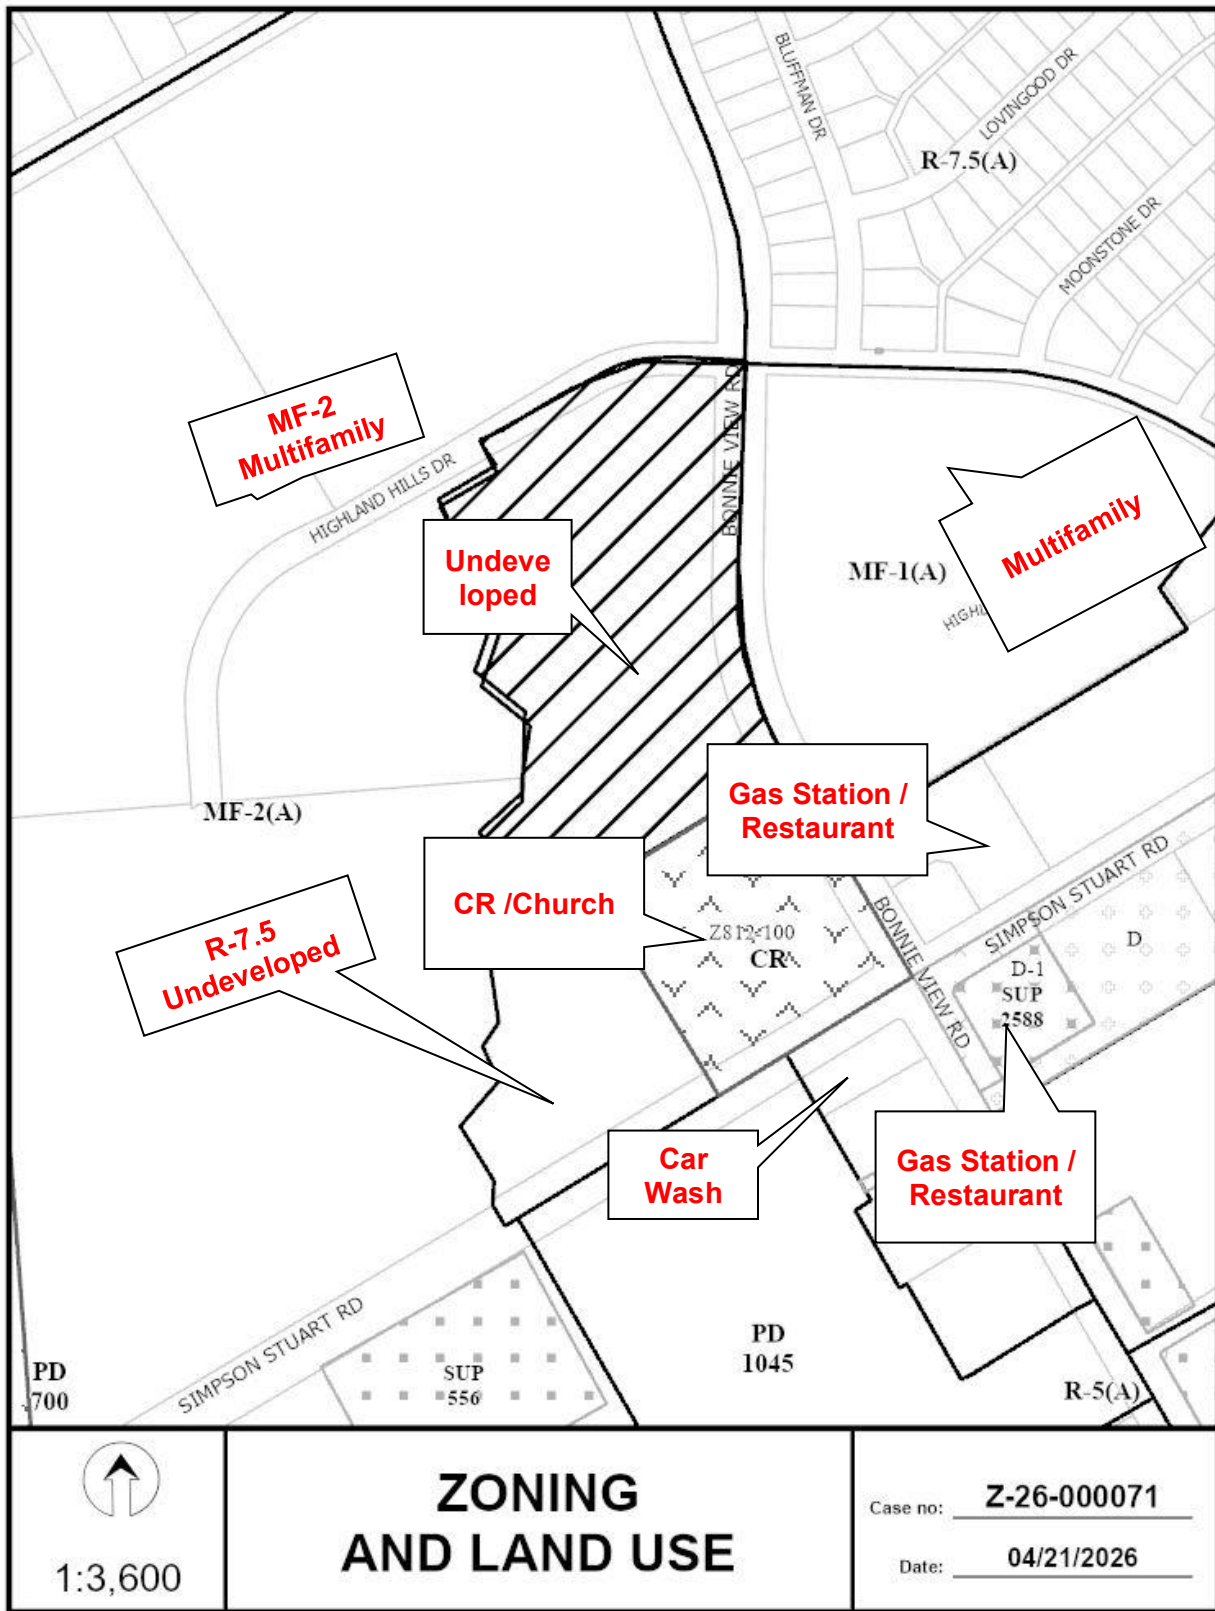 BLUFFMAN DR
LOVINGOOD DR
R-7.5(A)
MOONSTONE DR
MF-2
Multifamily
HIGHLAND HILLS DR
BONNIE VIEW RD
Undeve
loped
Multifamily
MF-1(A)
HIGHL
MF-2(A)
Gas Station /
Restaurant
CR /Church
R-7.5
Undeveloped
Z812-100
CR
BONNIE VIEW RD
SIMPSON STUART RD
D
D-1
SUP
2588
Car
Wash
Gas Station /
Restaurant
SIMPSON STUART RD
PD
700
SUP
556
PD
1045
R-5(A)
1:3,600
ZONING
AND LAND USE
Case no: Z-26-000071
Date: 04/21/2026